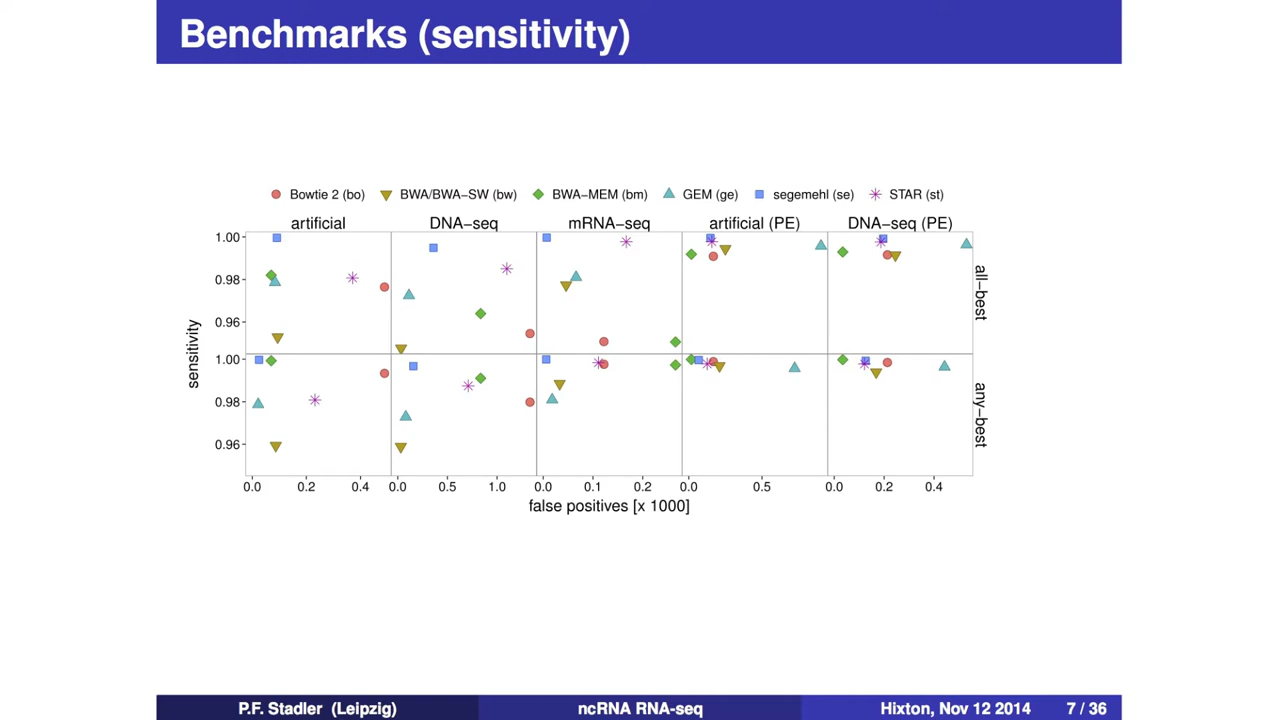 Benchmarks (sensitivity)
Bowtie 2 (bo) BWA/BWA−SW (bw) BWA−MEM (bm) GEM (ge) segemehl (se) STAR (st)
artificial DNA−seq mRNA−seq artificial (PE) DNA−seq (PE)
1.00
0.98
0.96
all−best
1.00
0.98
0.96
any−best
sensitivity
0.0 0.2 0.4 0.0 0.5 1.0 0.0 0.1 0.2 0.0 0.5 0.0 0.2 0.4
false positives [x 1000]
P.F. Stadler (Leipzig) ncRNA RNA-seq Hixton, Nov 12 2014 7 / 36